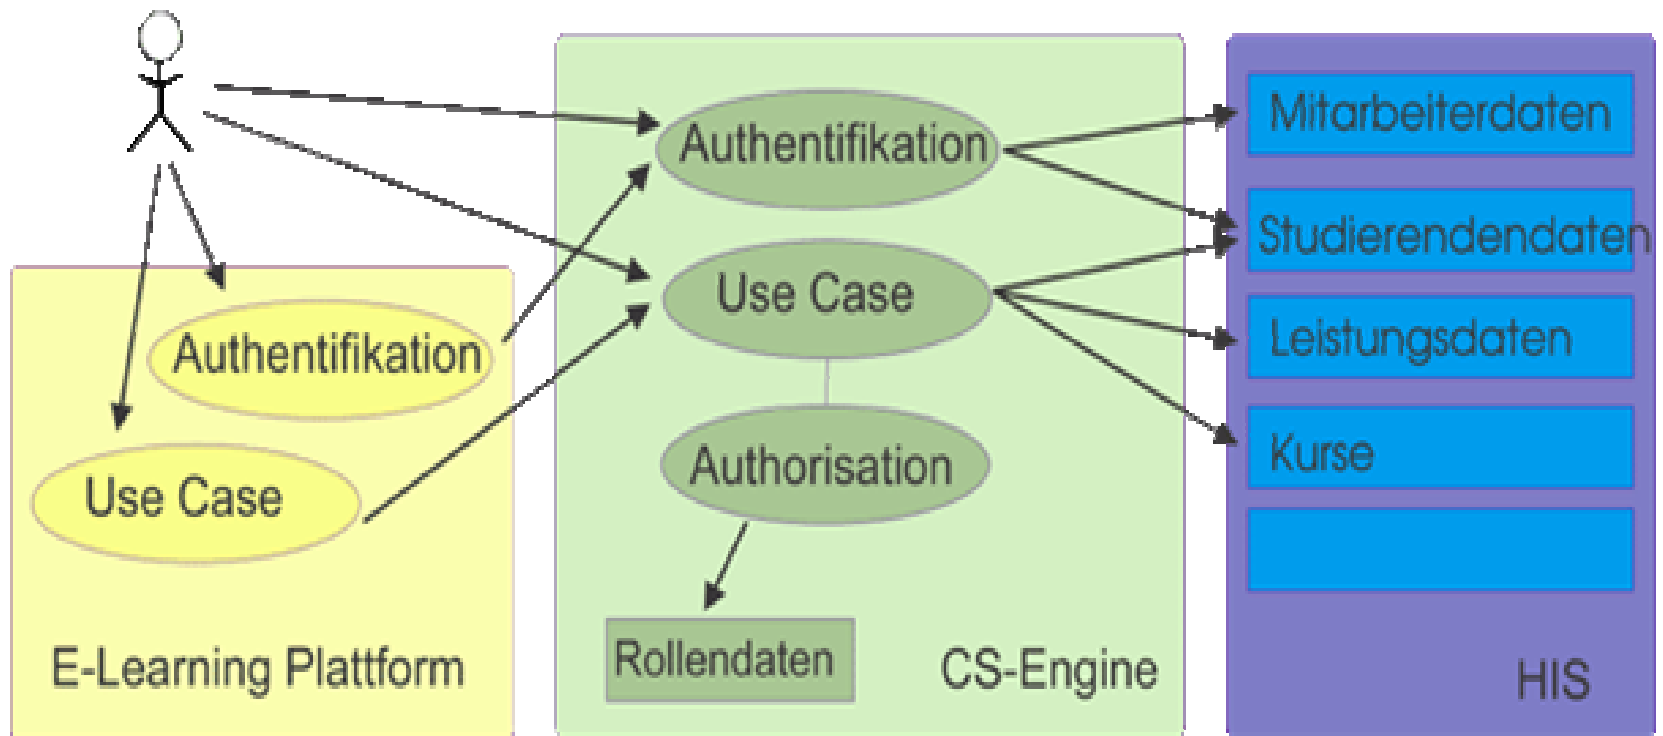 Authentifikation
Use Case
E-Learning Plattform
Authentifikation
Use Case
Authorisation
Rollendaten
CS-Engine
Mitarbeiterdaten
Studierendendaten
Leistungsdaten
Kurse
HIS